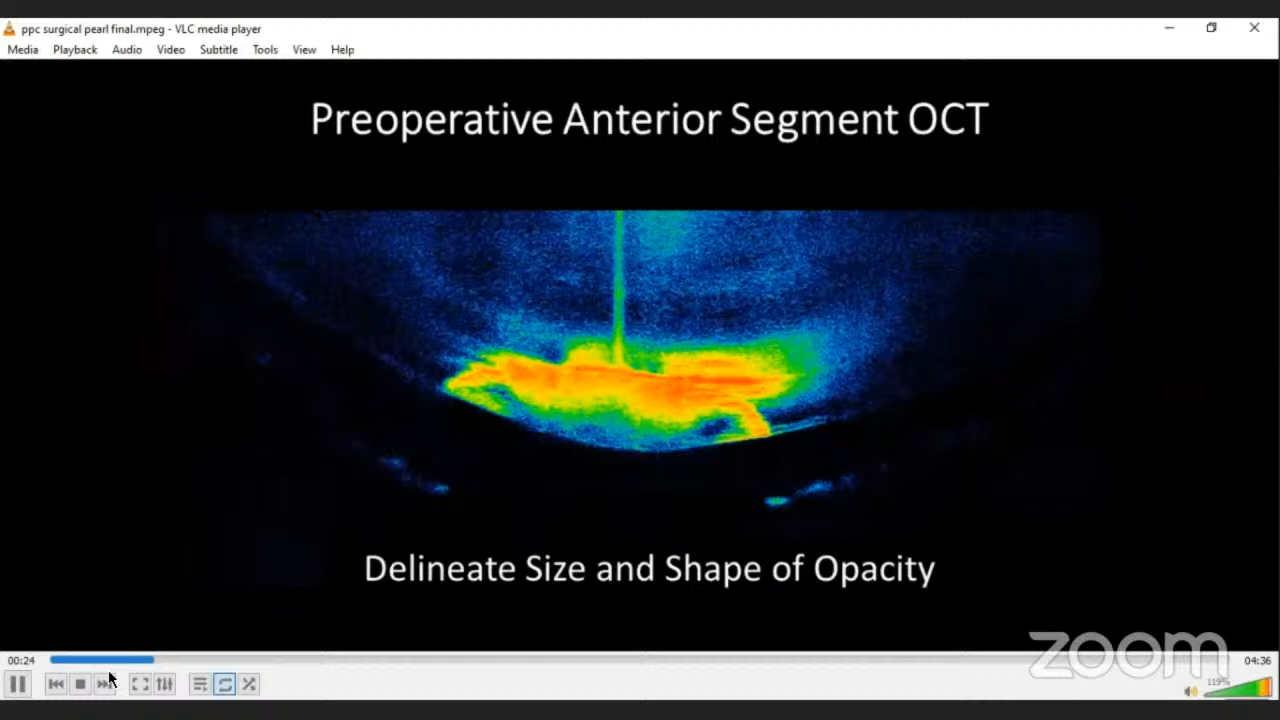 ppc surgical pearl final.mpeg - VLC media player
Media Playback Audio Video Subtitle Tools View Help
Preoperative Anterior Segment OCT
Delineate Size and Shape of Opacity
zoom
00:24
04:36
119%